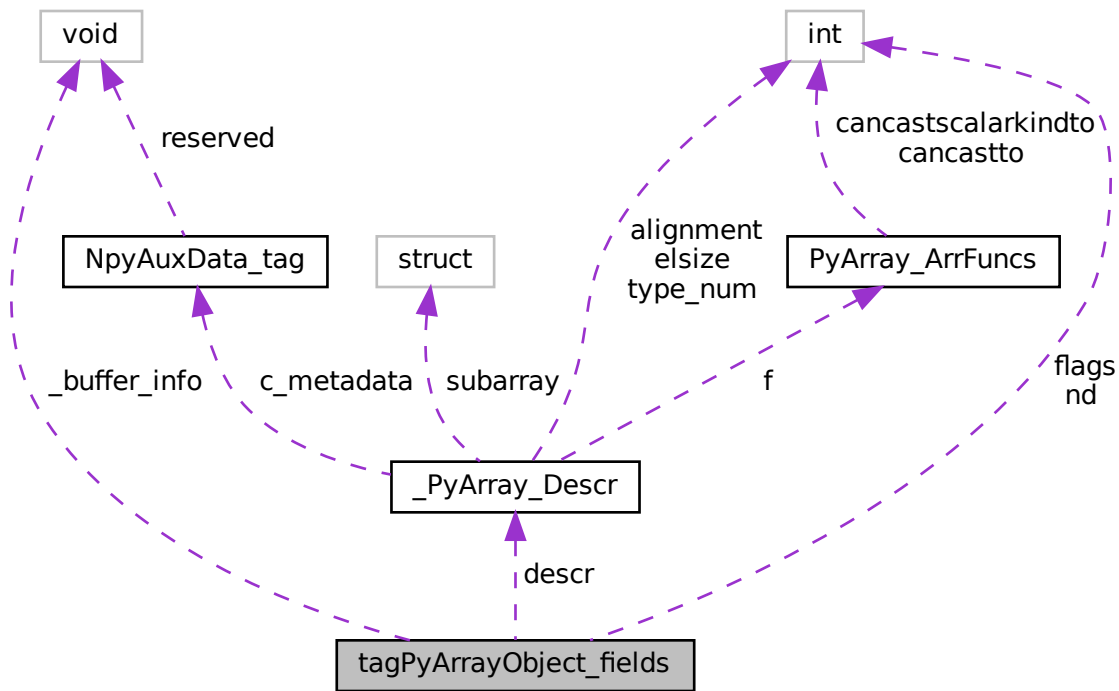 void
int
reserved
cancastscalarkindto
cancastto
NpyAuxData_tag
struct
alignment
elsize
type_num
PyArray_ArrFuncs
_buffer_info
c_metadata
subarray
f
flags
nd
_PyArray_Descr
descr
tagPyArrayObject_fields